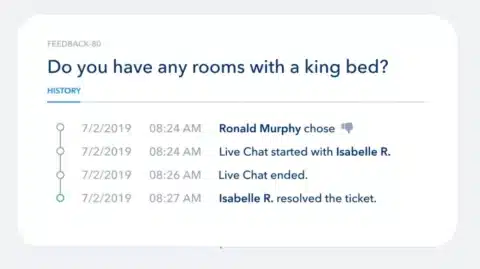 FEEDBACK-80
Do you have any rooms with a king bed?
HISTORY
7/2/2019 08:24 AM Ronald Murphy chose
7/2/2019 08:24 AM Live Chat started with Isabelle R.
7/2/2019 08:26 AM Live Chat ended.
7/2/2019 08:27 AM Isabelle R. resolved the ticket.